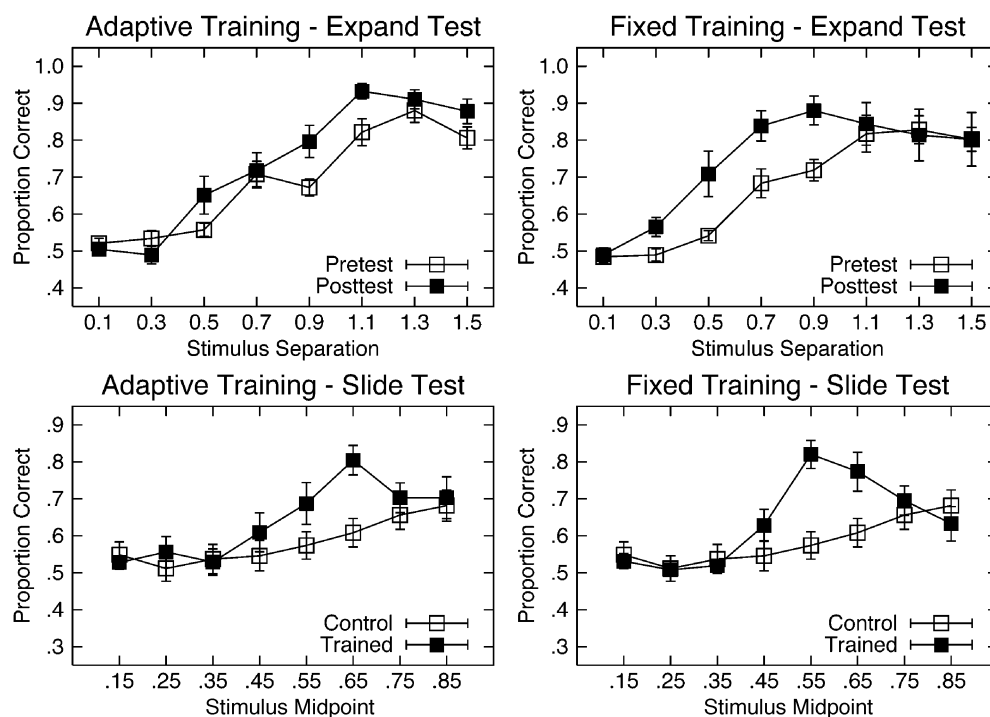 Adaptive Training - Expand Test
Proportion Correct
1.0
.9
.8
.7
.6
.5
.4
Pretest
Posttest
0.1 0.3 0.5 0.7 0.9 1.1 1.3 1.5
Stimulus Separation
Fixed Training - Expand Test
Proportion Correct
1.0
.9
.8
.7
.6
.5
.4
Pretest
Posttest
0.1 0.3 0.5 0.7 0.9 1.1 1.3 1.5
Stimulus Separation
Adaptive Training - Slide Test
Proportion Correct
.9
.8
.7
.6
.5
.4
.3
Control
Trained
.15 .25 .35 .45 .55 .65 .75 .85
Stimulus Midpoint
Fixed Training - Slide Test
Proportion Correct
.9
.8
.7
.6
.5
.4
.3
Control
Trained
.15 .25 .35 .45 .55 .65 .75 .85
Stimulus Midpoint